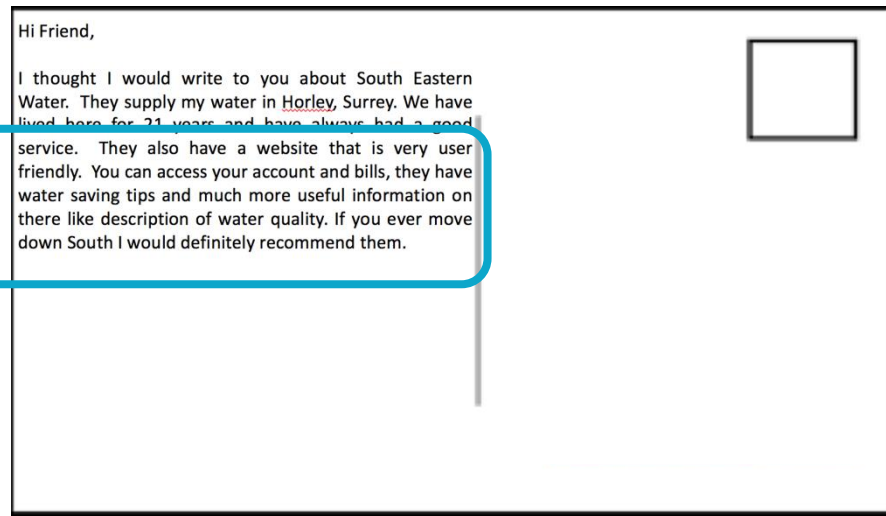 Hi Friend,
I thought I would write to you about South Eastern
Water. They supply my water in Horley, Surrey. We have
lived here for 21 years and have always had a good
service. They also have a website that is very user
friendly. You can access your account and bills, they have
water saving tips and much more useful information on
there like description of water quality. If you ever move
down South I would definitely recommend them.